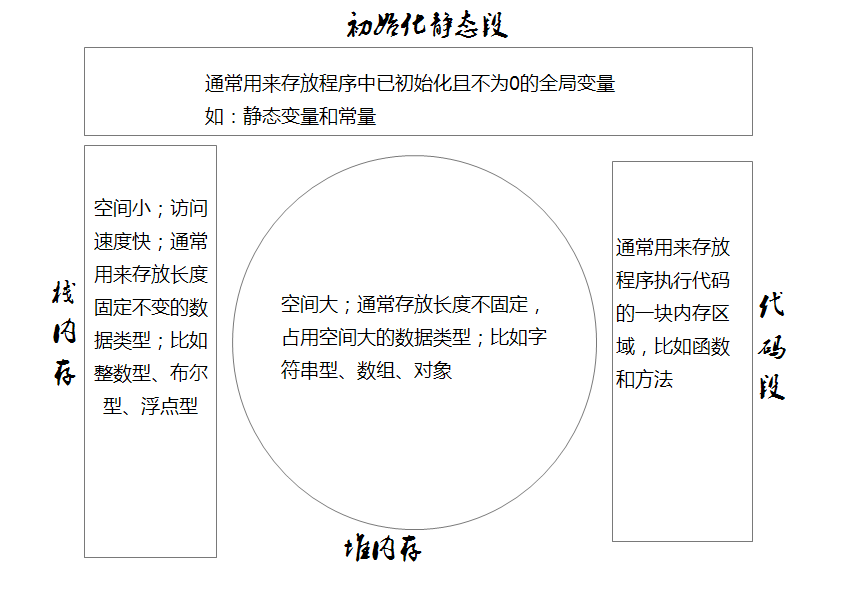 初始化静态段
通常用来存放程序中已初始化且不为0的全局变量
如：静态变量和常量
空间小；访问
速度快；通常
用来存放长度
固定不变的数
据类型；比如
整数型、布尔
型、浮点型
栈内存
空间大；通常存放长度不固定，
占用空间大的数据类型；比如字
符串型、数组、对象
堆内存
通常用来存放
程序执行代码
的一块内存区
域，比如函数
和方法
代码段